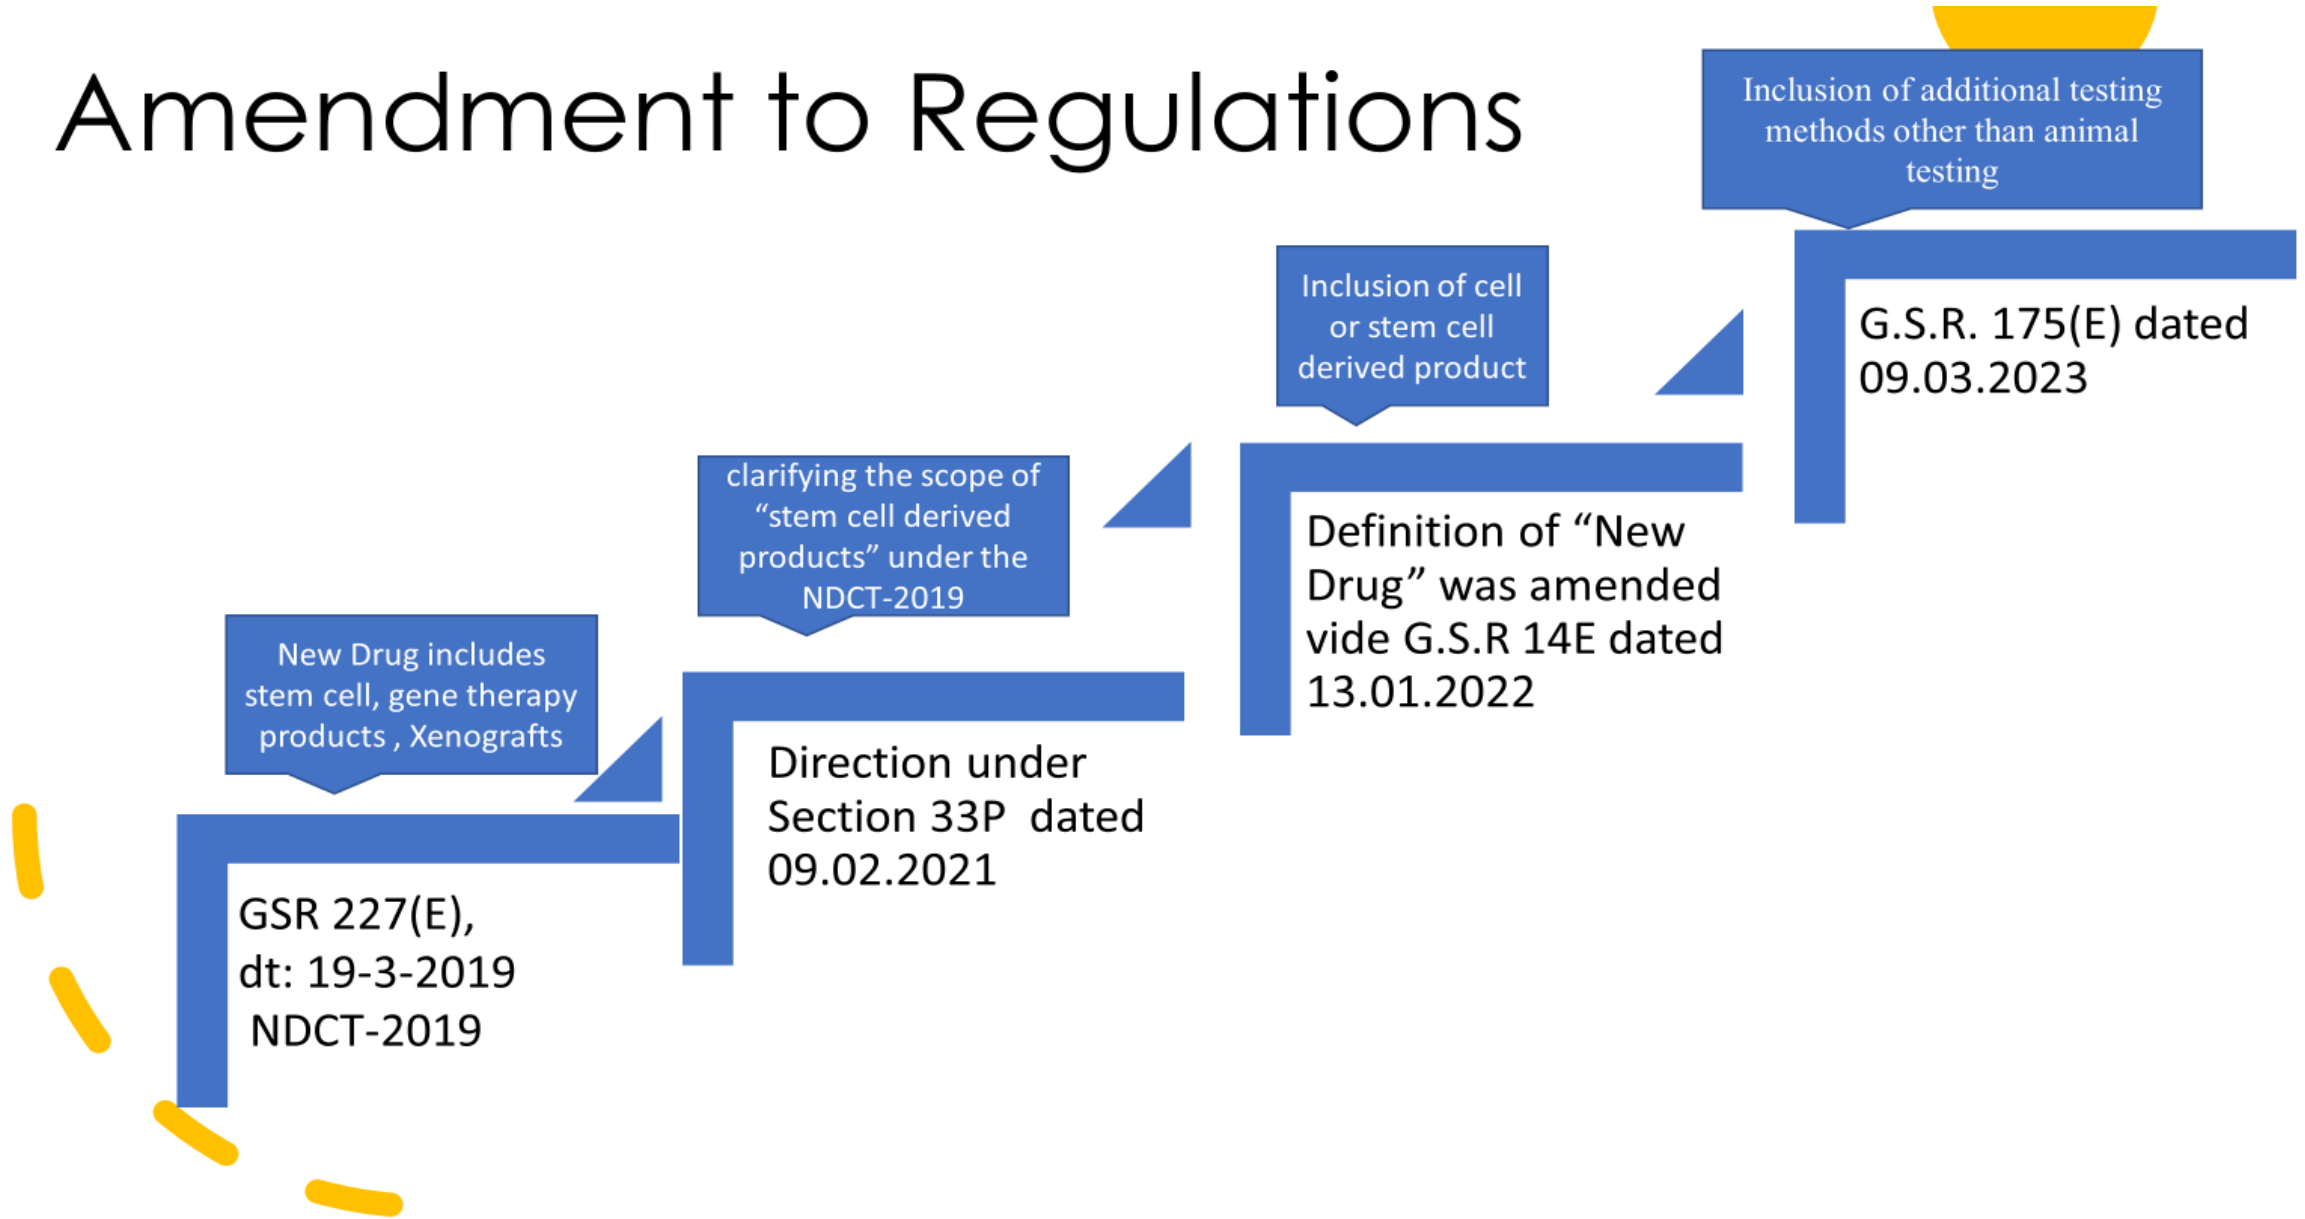 Amendment to Regulations
New Drug includes
stem cell, gene therapy
products , Xenografts
GSR 227(E),
dt: 19-3-2019
NDCT-2019
clarifying the scope of
“stem cell derived
products” under the
NDCT-2019
Direction under
Section 33P  dated
09.02.2021
Inclusion of cell
or stem cell
derived product
Definition of “New
Drug” was amended
vide G.S.R 14E dated
13.01.2022
Inclusion of additional testing
methods other than animal
testing
G.S.R. 175(E) dated
09.03.2023